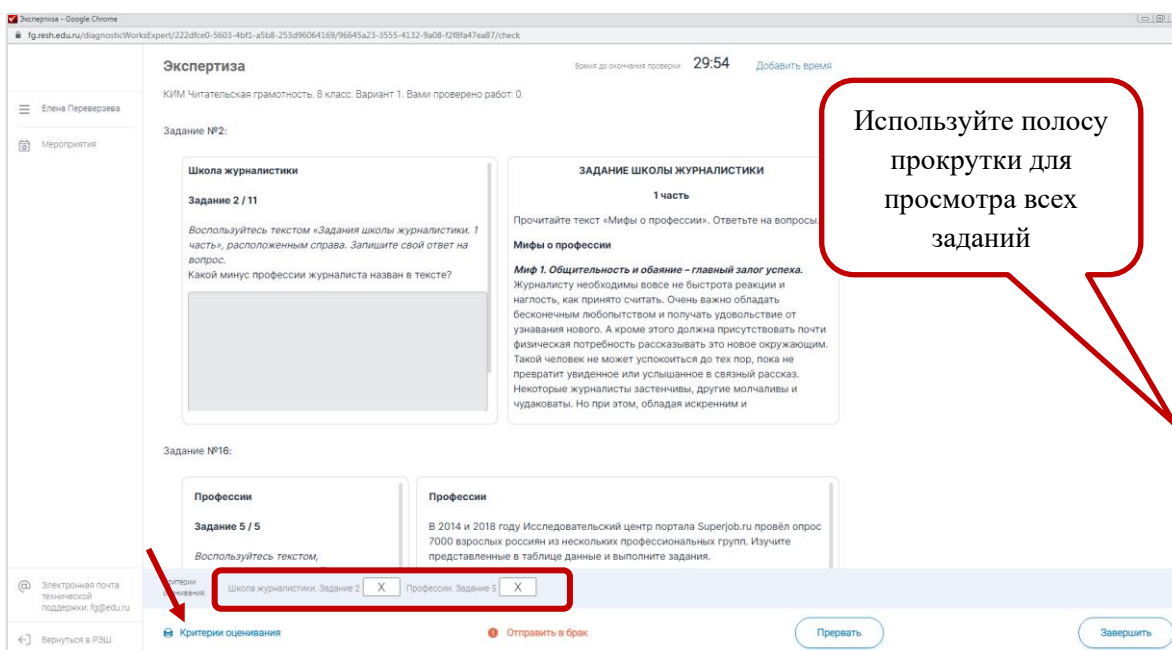 Экспертиза - Google Chrome
fg.resh.edu.ru/diagnosticWorksExpert/222dfce0-5603-4bf1-a5b8-253d96064169/96645a23-3555-4132-9a08-f2f8fa47ea87/check
Экспертиза
Время до окончания проверки: 29:54 Добавить время
КИМ Читательская грамотность. 8 класс. Вариант 1. Вами проверено работ: 0.
Елена Переверзева
Мероприятия
Задание №2:
Школа журналистики
Задание 2 / 11
Воспользуйтесь текстом «Задания школы журналистики. 1
часть», расположенным справа. Запишите свой ответ на
вопрос.
Какой минус профессии журналиста назван в тексте?
ЗАДАНИЕ ШКОЛЫ ЖУРНАЛИСТИКИ
1 часть
Прочитайте текст «Мифы о профессии». Ответьте на вопросы.
Мифы о профессии
Миф 1. Общительность и обаяние – главный залог успеха.
Журналисту необходимы вовсе не быстрота реакции и
наглость, как принято считать. Очень важно обладать
бесконечным любопытством и получать удовольствие от
узнавания нового. А кроме этого должна присутствовать почти
физическая потребность рассказывать это новое окружающим.
Такой человек не может успокоиться до тех пор, пока не
превратит увиденное или услышанное в связный рассказ.
Некоторые журналисты застенчивы, другие молчаливы и
чудаковаты. Но при этом, обладая искренним и
Используйте полосу
прокрутки для
просмотра всех
заданий
Задание №16:
Профессии
Задание 5 / 5
Воспользуйтесь текстом,
Профессии
В 2014 и 2018 году Исследовательский центр портала Superjob.ru провёл опрос
7000 взрослых россиян из нескольких профессиональных групп. Изучите
представленные в таблице данные и выполните задания.
Электронная почта
технической
поддержки: fg@edu.ru
Вернуться в РЭШ
Критерии
оценивания:
Школа журналистики. Задание 2 X Профессии. Задание 5 X
Критерии оценивания
Отправить в брак
Прервать
Завершить